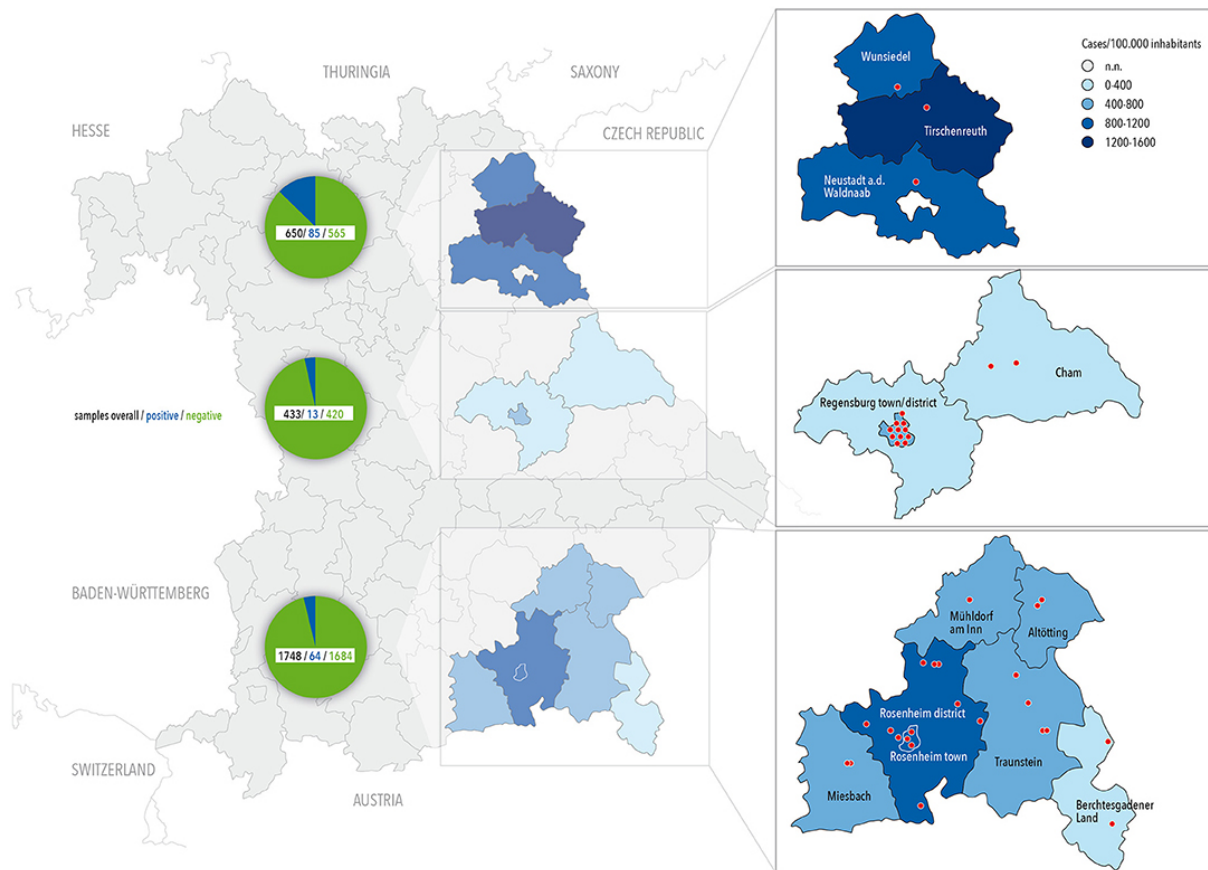 THURINGIA
SAXONY
HESSE
CZECH REPUBLIC
650/ 85 / 565
samples overall / positive / negative
433/ 13 / 420
BADEN-WÜRTTEMBERG
1748 / 64 / 1684
SWITZERLAND
AUSTRIA
Cases/100.000 inhabitants
n.n.
0-400
400-800
800-1200
1200-1600
Wunsiedel
Tirschenreuth
Neustadt a.d.
Waldnaab
Cham
Regensburg town/district
Mühldorf
am Inn
Altötting
Rosenheim district
Rosenheim town
Traunstein
Miesbach
Berchtesgadener
Land